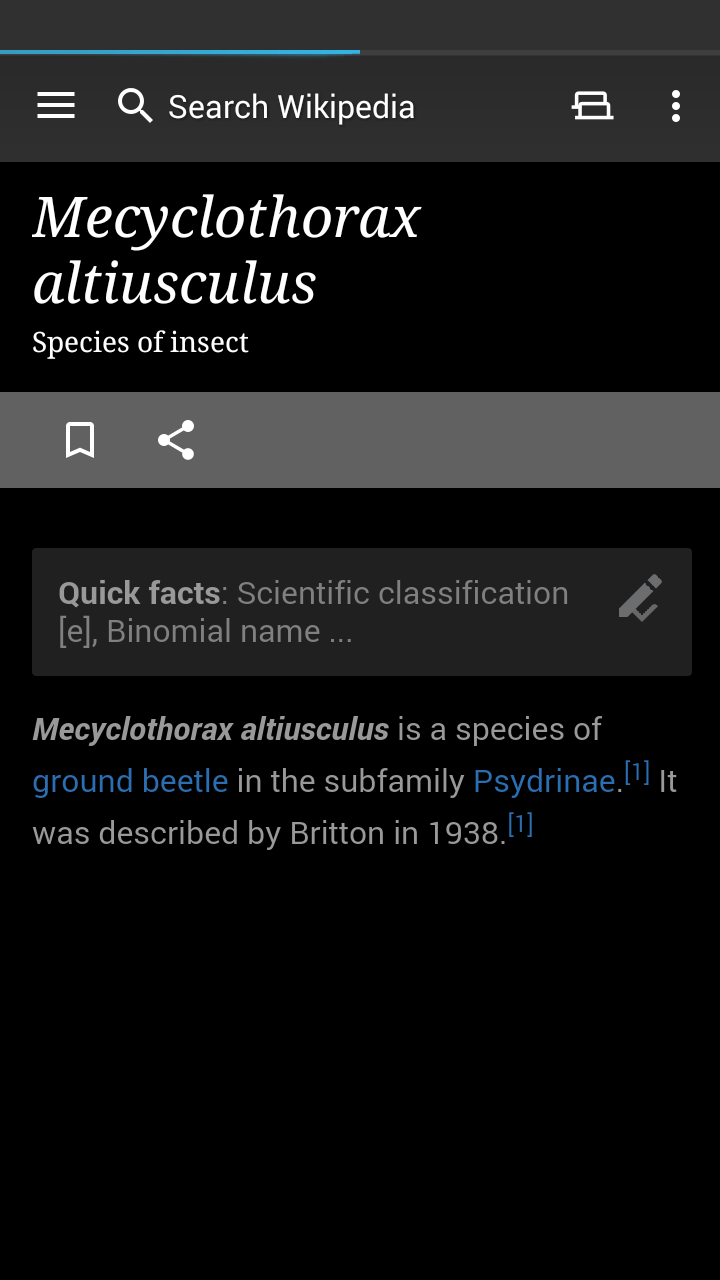 Search Wikipedia
Mecyclothorax
altiusculus
Species of insect
Quick facts: Scientific classification
[e], Binomial name ...
Mecyclothorax altiusculus is a species of
ground beetle in the subfamily Psydrinae.[1] It
was described by Britton in 1938.[1]